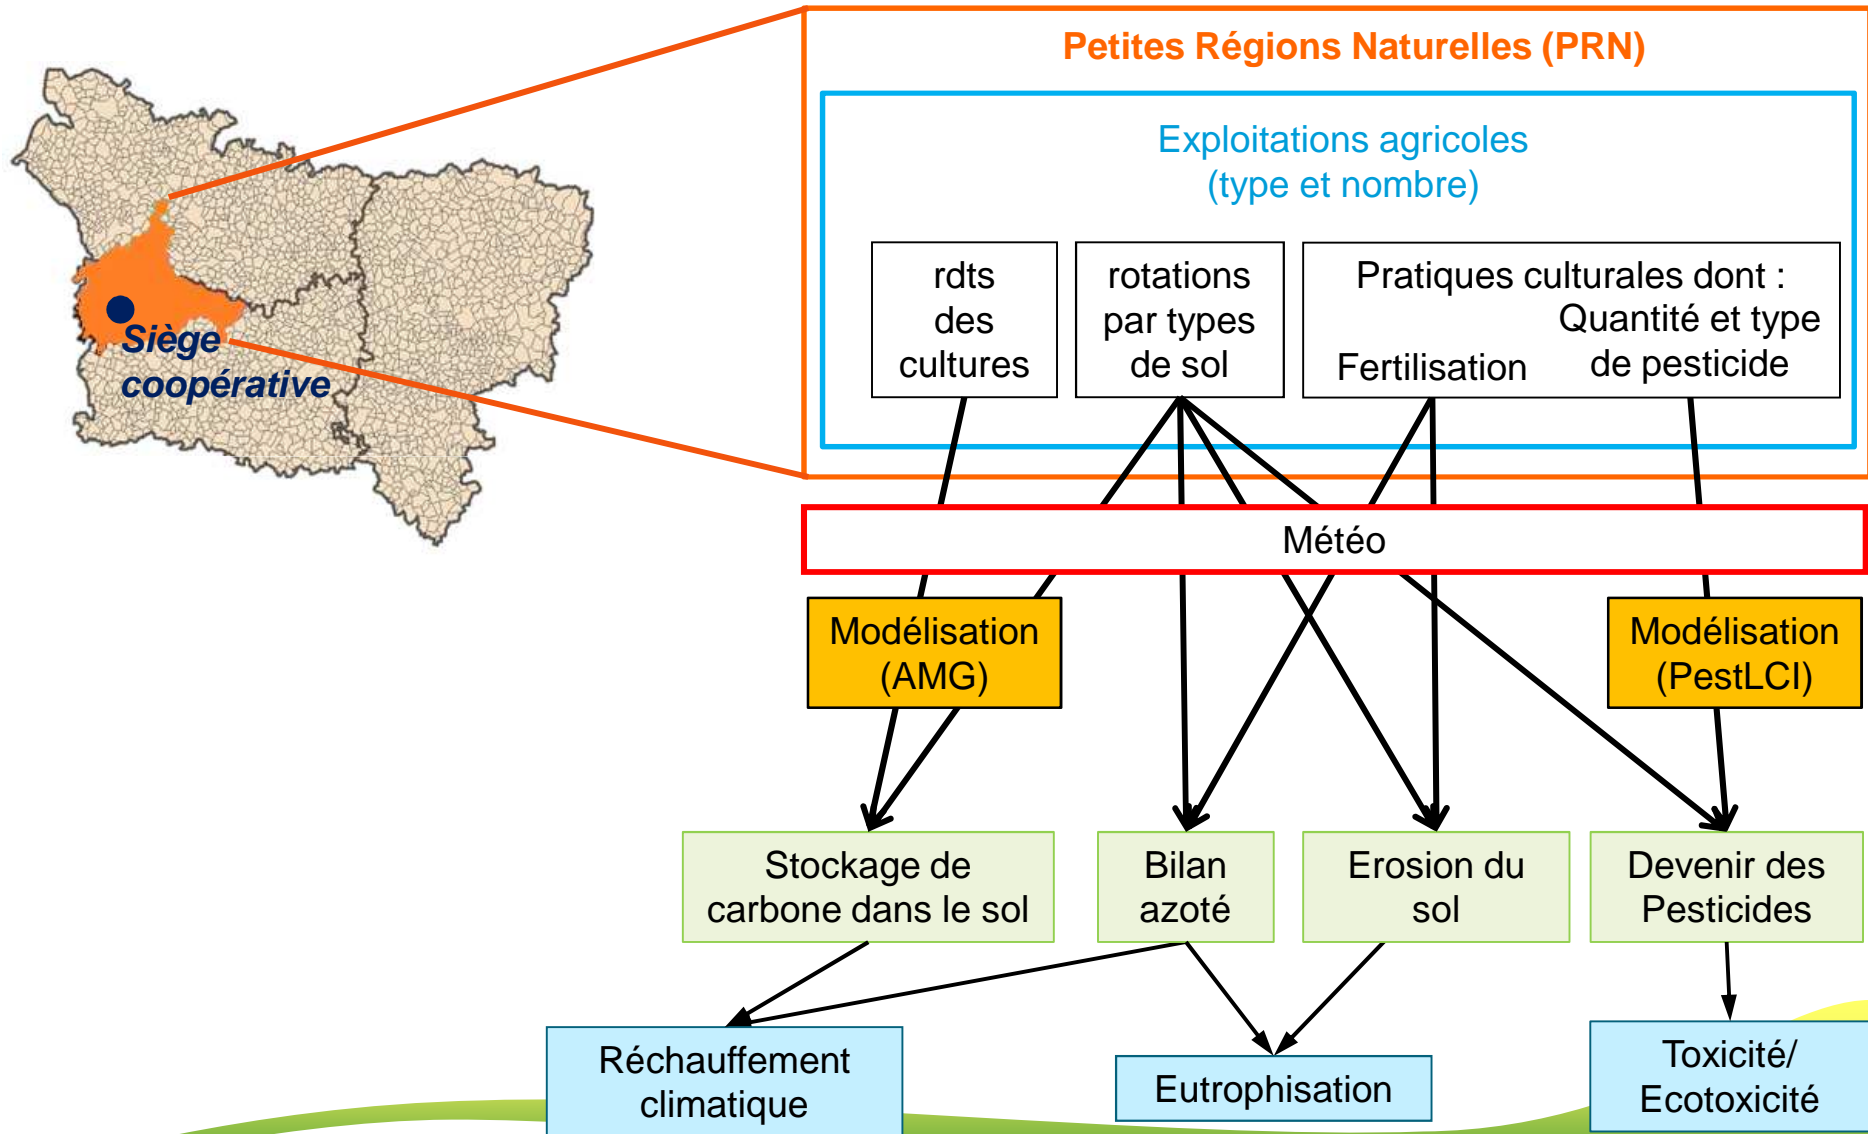 Petites Régions Naturelles (PRN)
Exploitations agricoles
(type et nombre)
rdts
des
cultures
rotations
par types
de sol
Pratiques culturales dont :
Fertilisation
Quantité et type
de pesticide
Siège
coopérative
Météo
Modélisation
(AMG)
Modélisation
(PestLCI)
Stockage de
carbone dans le sol
Bilan
azoté
Erosion du
sol
Devenir des
Pesticides
Réchauffement
climatique
Eutrophisation
Toxicité/
Ecotoxicité